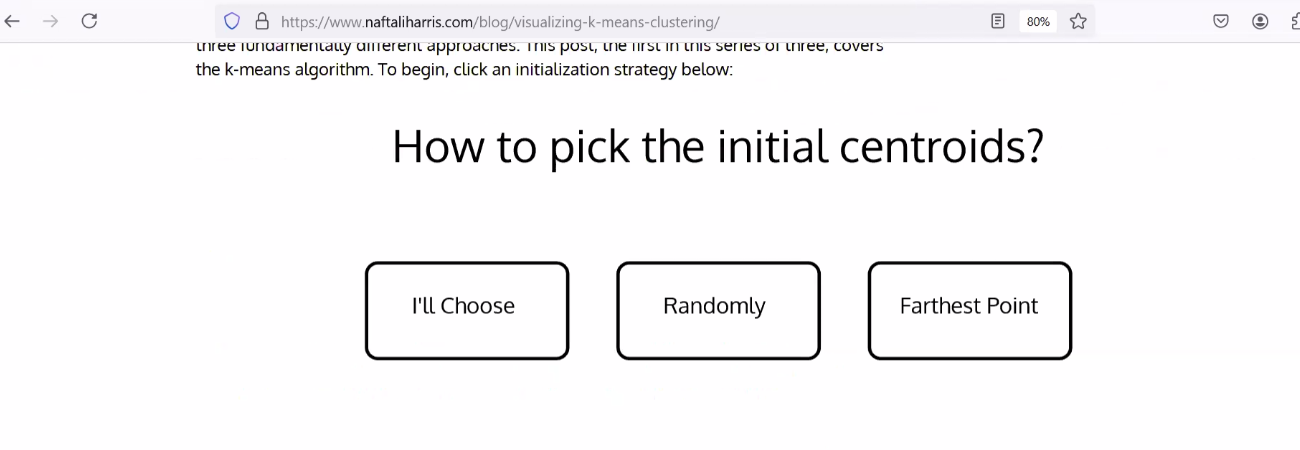 https://www.naftaliharris.com/blog/visualizing-k-means-clustering/
80%
three fundamentally different approaches. This post, the first in this series of three, covers
the k-means algorithm. To begin, click an initialization strategy below:
How to pick the initial centroids?
I'll Choose
Randomly
Farthest Point